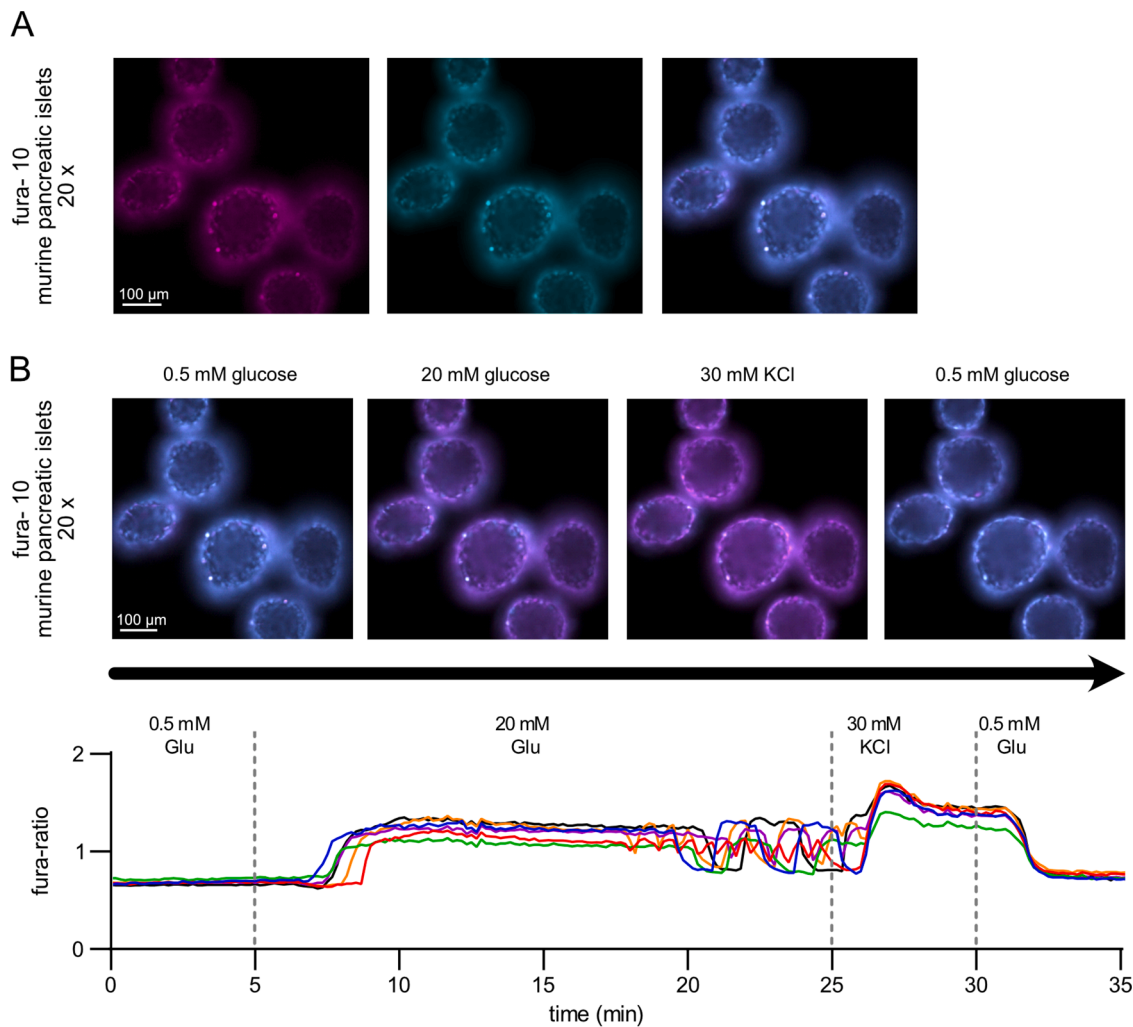 A
fura- 10
murine pancreatic islets
20 x
100 µm
B
0.5 mM glucose
20 mM glucose
30 mM KCl
0.5 mM glucose
fura- 10
murine pancreatic islets
20 x
100 µm
0.5 mM
Glu
20 mM
Glu
30 mM
KCl
0.5 mM
Glu
2
1
0
fura-ratio
0 5 10 15 20 25 30 35
time (min)